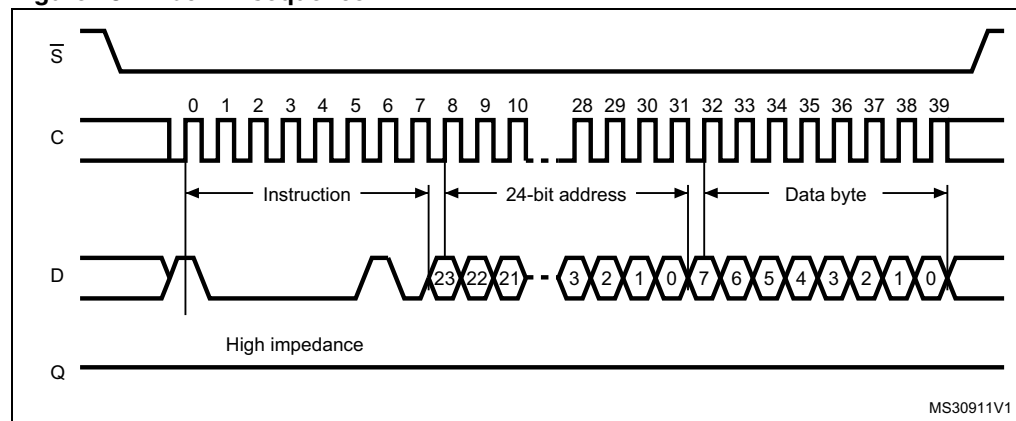 S
0 1 2 3 4 5 6 7 8 9 10 28 29 30 31 32 33 34 35 36 37 38 39
C
Instruction 24-bit address Data byte
D
23 22 21 3 2 1 0 7 6 5 4 3 2 1 0
High impedance
Q
MS30911V1